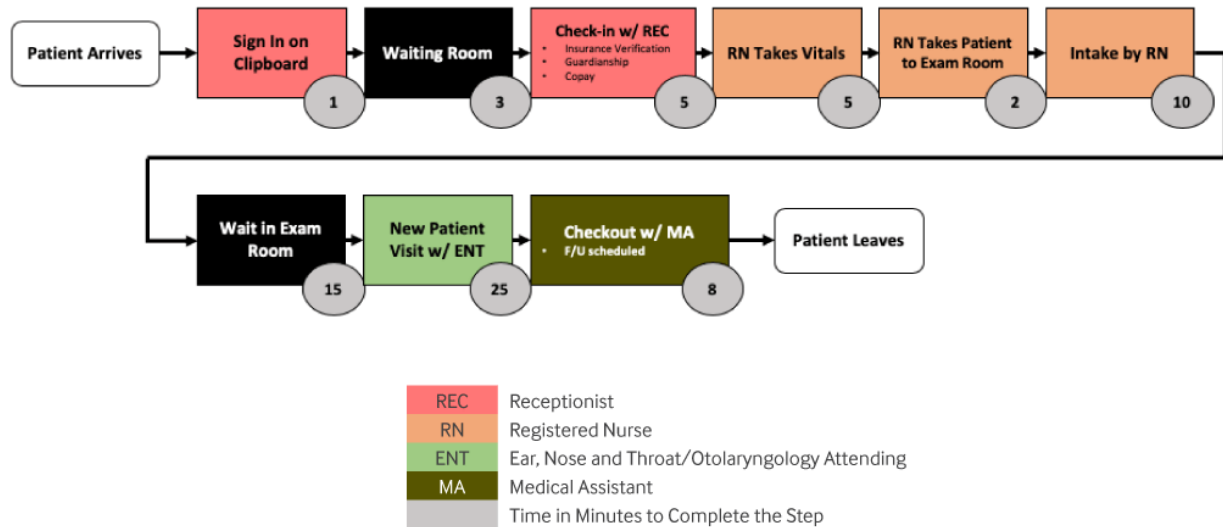 Patient Arrives
Sign In on
Clipboard
1
Waiting Room
3
Check-in w/ REC
• Insurance Verification
• Guardianship
• Copay
5
RN Takes Vitals
5
RN Takes Patient
to Exam Room
2
Intake by RN
10
Wait in Exam
Room
15
New Patient
Visit w/ ENT
25
Checkout w/ MA
• F/U scheduled
8
Patient Leaves
REC Receptionist
RN Registered Nurse
ENT Ear, Nose and Throat/Otolaryngology Attending
MA Medical Assistant
Time in Minutes to Complete the Step